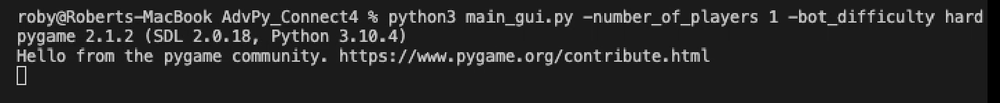 roby@Roberts-MacBook AdvPy_Connect4 % python3 main_gui.py -number_of_players 1 -bot_difficulty hard
pygame 2.1.2 (SDL 2.0.18, Python 3.10.4)
Hello from the pygame community. https://www.pygame.org/contribute.html